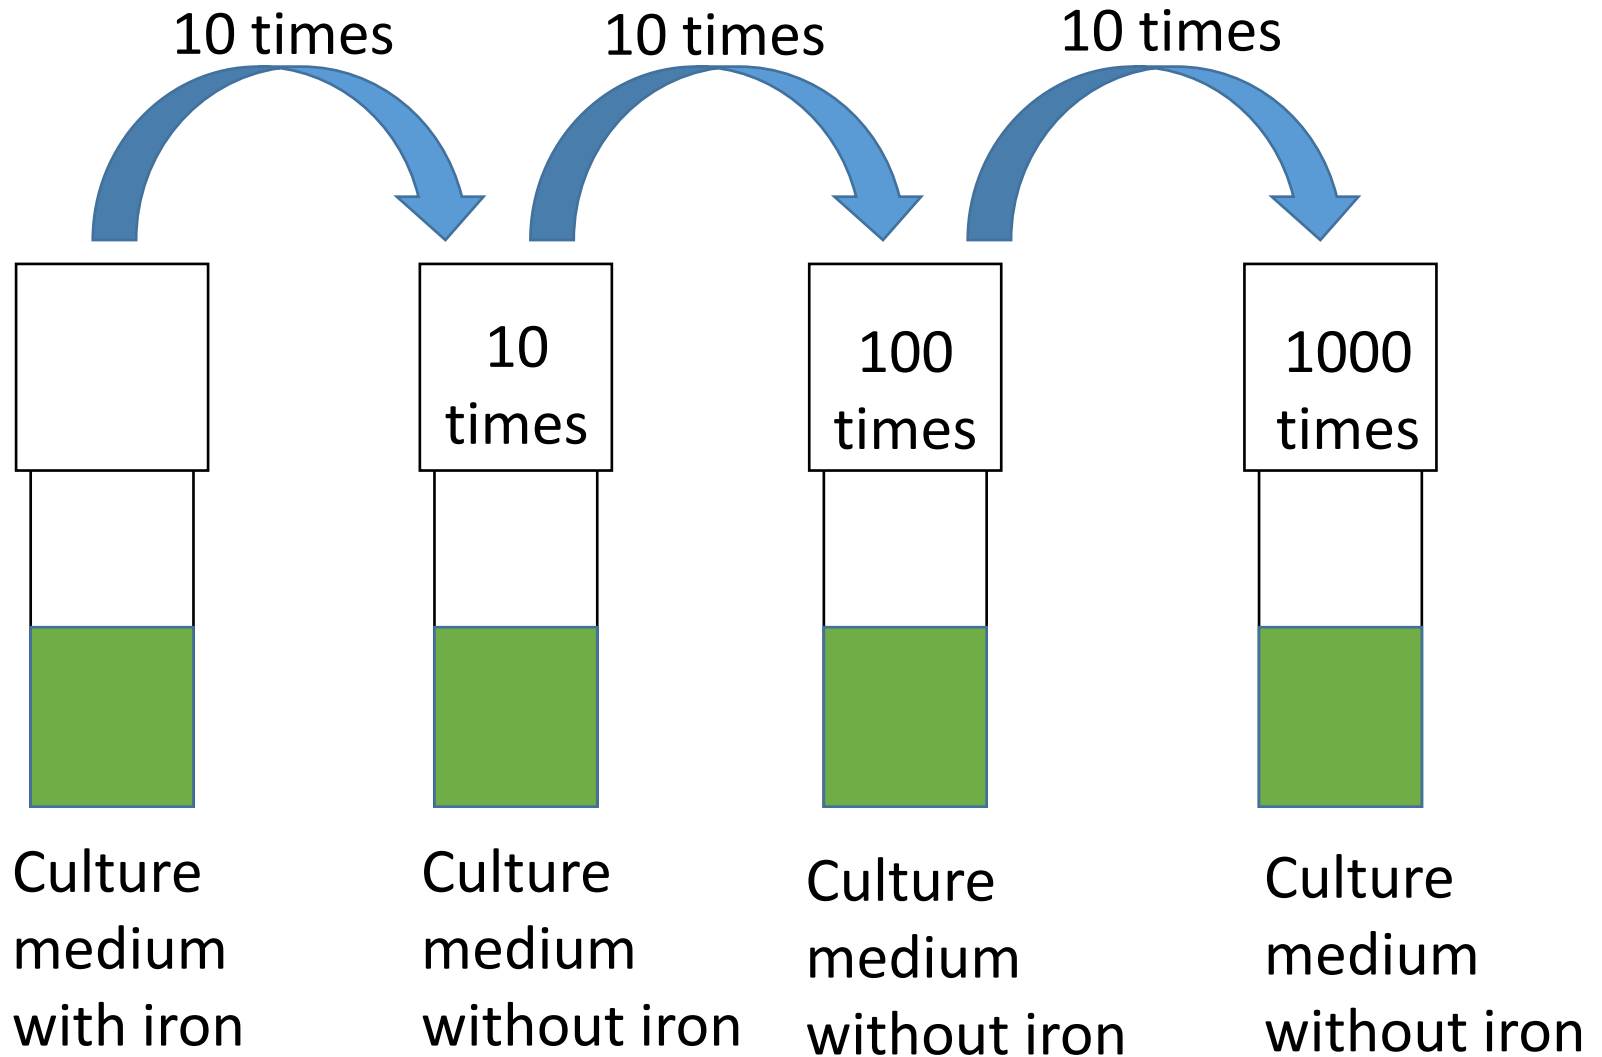 10 times
10 times
10 times
10
times
100
times
1000
times
Culture
medium
with iron
Culture
medium
without iron
Culture
medium
without iron
Culture
medium
without iron